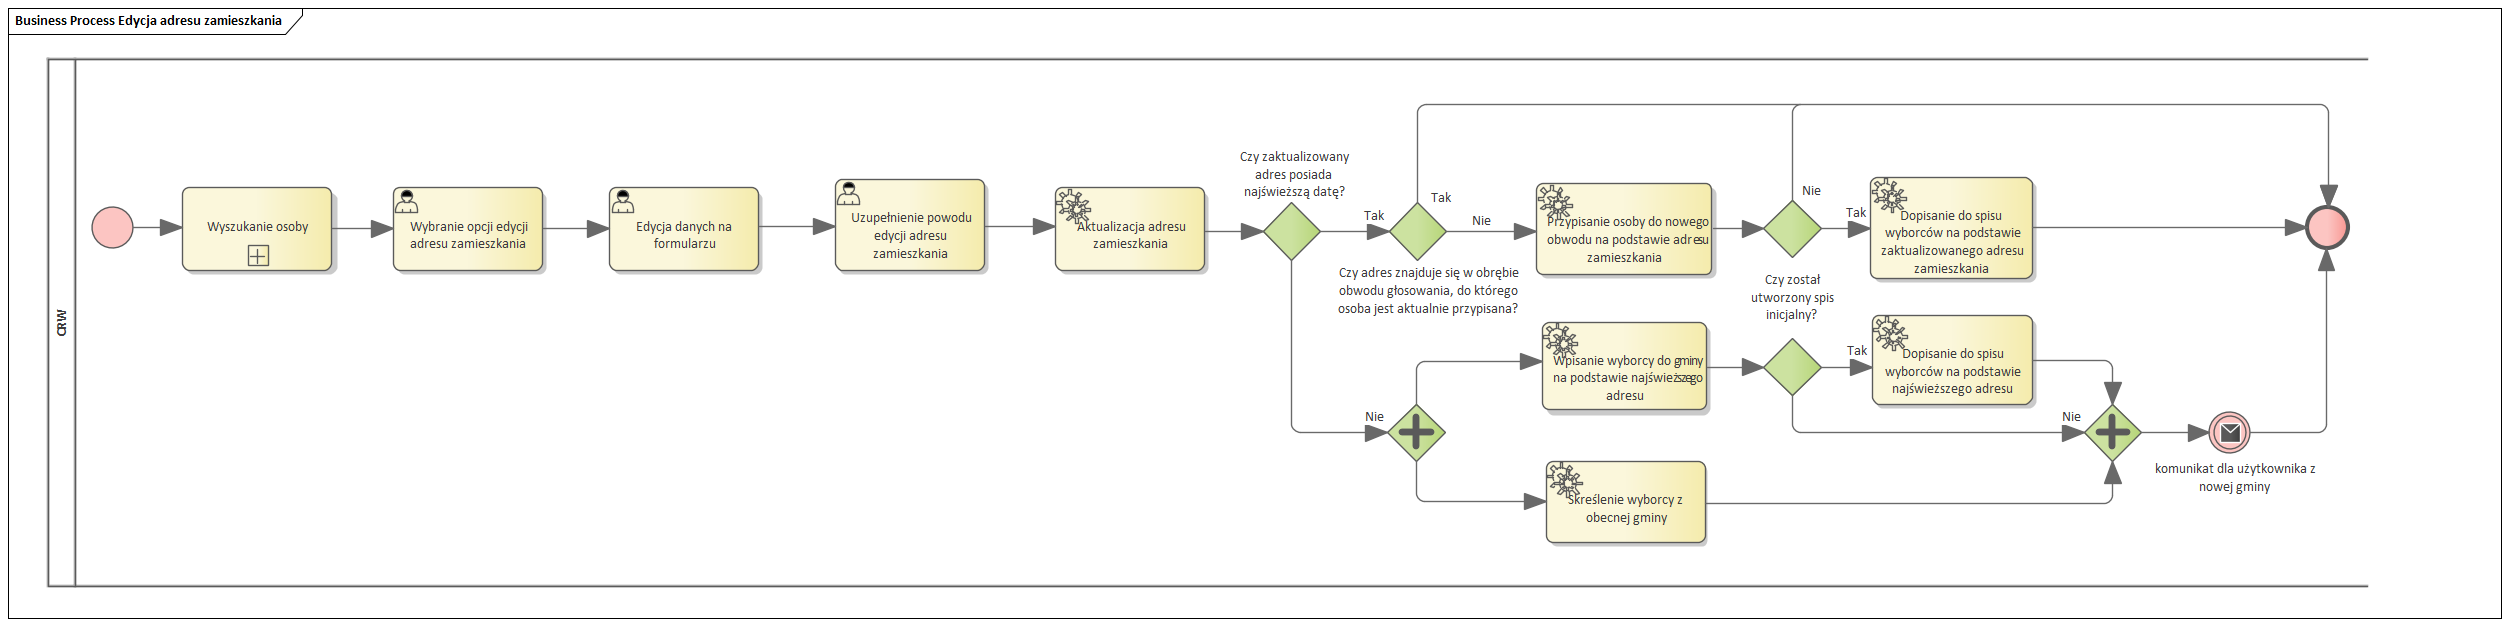 Business Process Edycja adresu zamieszkania
CRW
Wyszukanie osoby
Wybranie opcji edycji
adresu zamieszkania
Edycja danych na
formularzu
Uzupełnienie powodu
edycji adresu
zamieszkania
Aktualizacja adresu
zamieszkania
Czy zaktualizowany
adres posiada
najświeższą datę?
Tak
Nie
Tak
Nie
Czy adres znajduje się w obrębie
obwodu głosowania, do którego
osoba jest aktualnie przypisana?
Przypisanie osoby do nowego
obwodu na podstawie adresu
zamieszkania
Nie
Tak
Dopisanie do spisu
wyborców na podstawie
zaktualizowanego adresu
zamieszkania
Czy został
utworzony spis
inicjalny?
Wpisanie wyborcy do gminy
na podstawie najświeższego
adresu
Tak
Nie
Dopisanie do spisu
wyborców na podstawie
najświeższego adresu
Skreślenie wyborcy z
obecnej gminy
komunikat dla użytkownika z
nowej gminy